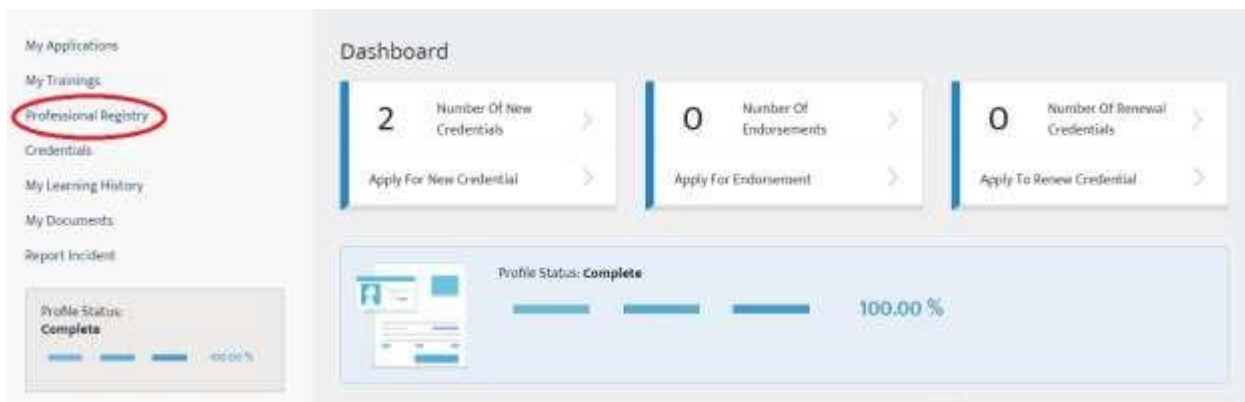 My Applications
My Trainings
Professional Registry
Credentials
My Learning History
My Documents
Report Incident
Profile Status:
Complete
100.00 %
Dashboard
2
Number Of New
Credentials
Apply For New Credential
0
Number Of
Endorsements
Apply For Endorsement
0
Number Of Renewal
Credentials
Apply To Renew Credential
Profile Status: Complete
100.00 %